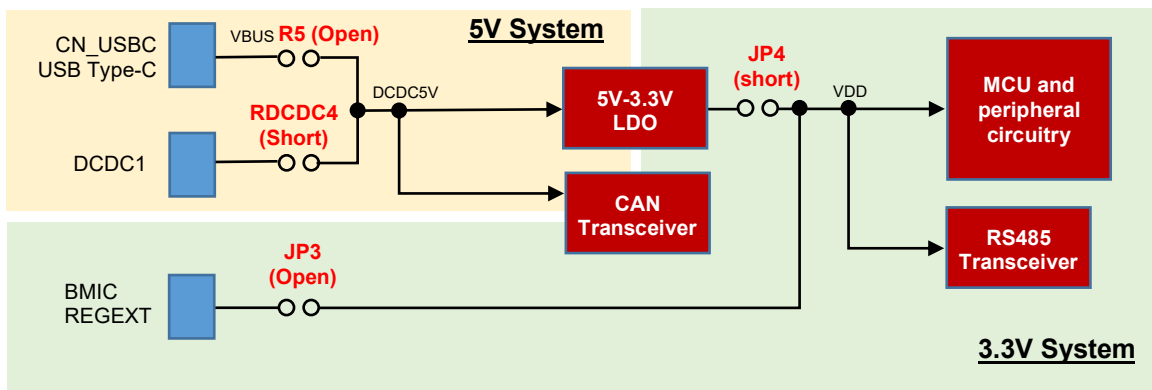 CN_USBC
USB Type-C
VBUS
R5 (Open)
5V System
RDCDC4
(Short)
DCDC1
DCDC5V
5V-3.3V
LDO
CAN
Transceiver
JP4
(short)
VDD
MCU and
peripheral
circuitry
RS485
Transceiver
BMIC
REGEXT
JP3
(Open)
3.3V System